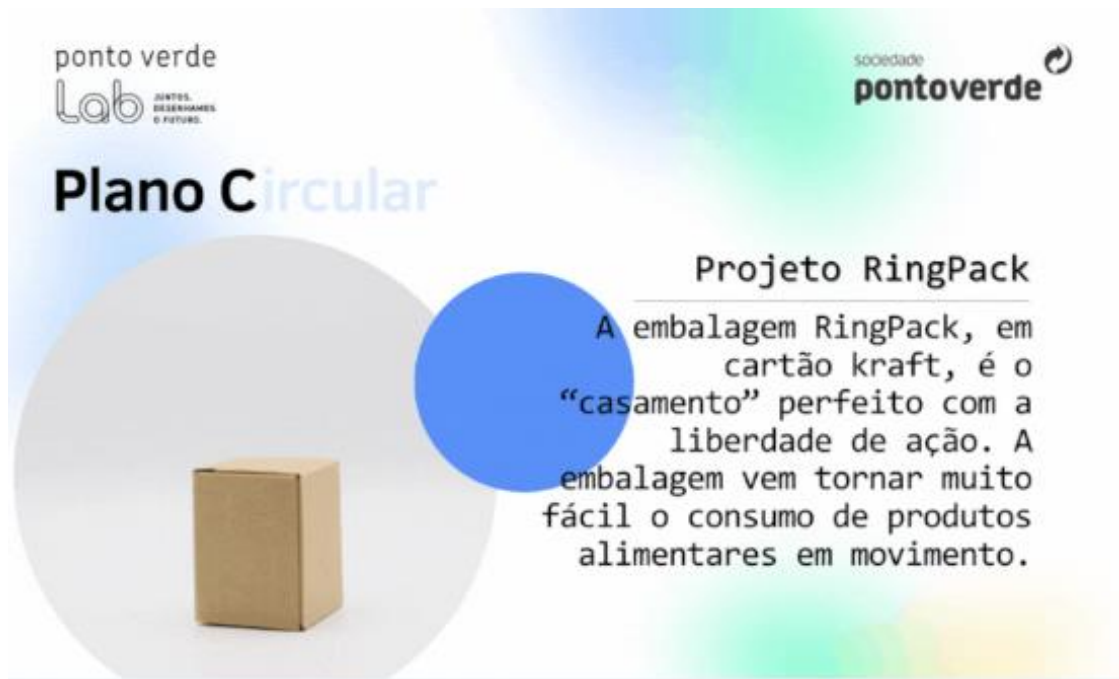 ponto verde
Lab
JUNTOS.
DESENHAMOS
O FUTURO.
sociedade
pontoverde
Plano Circular
Projeto RingPack
A embalagem RingPack, em
cartão kraft, é o
“casamento” perfeito com a
liberdade de ação. A
embalagem vem tornar muito
fácil o consumo de produtos
alimentares em movimento.